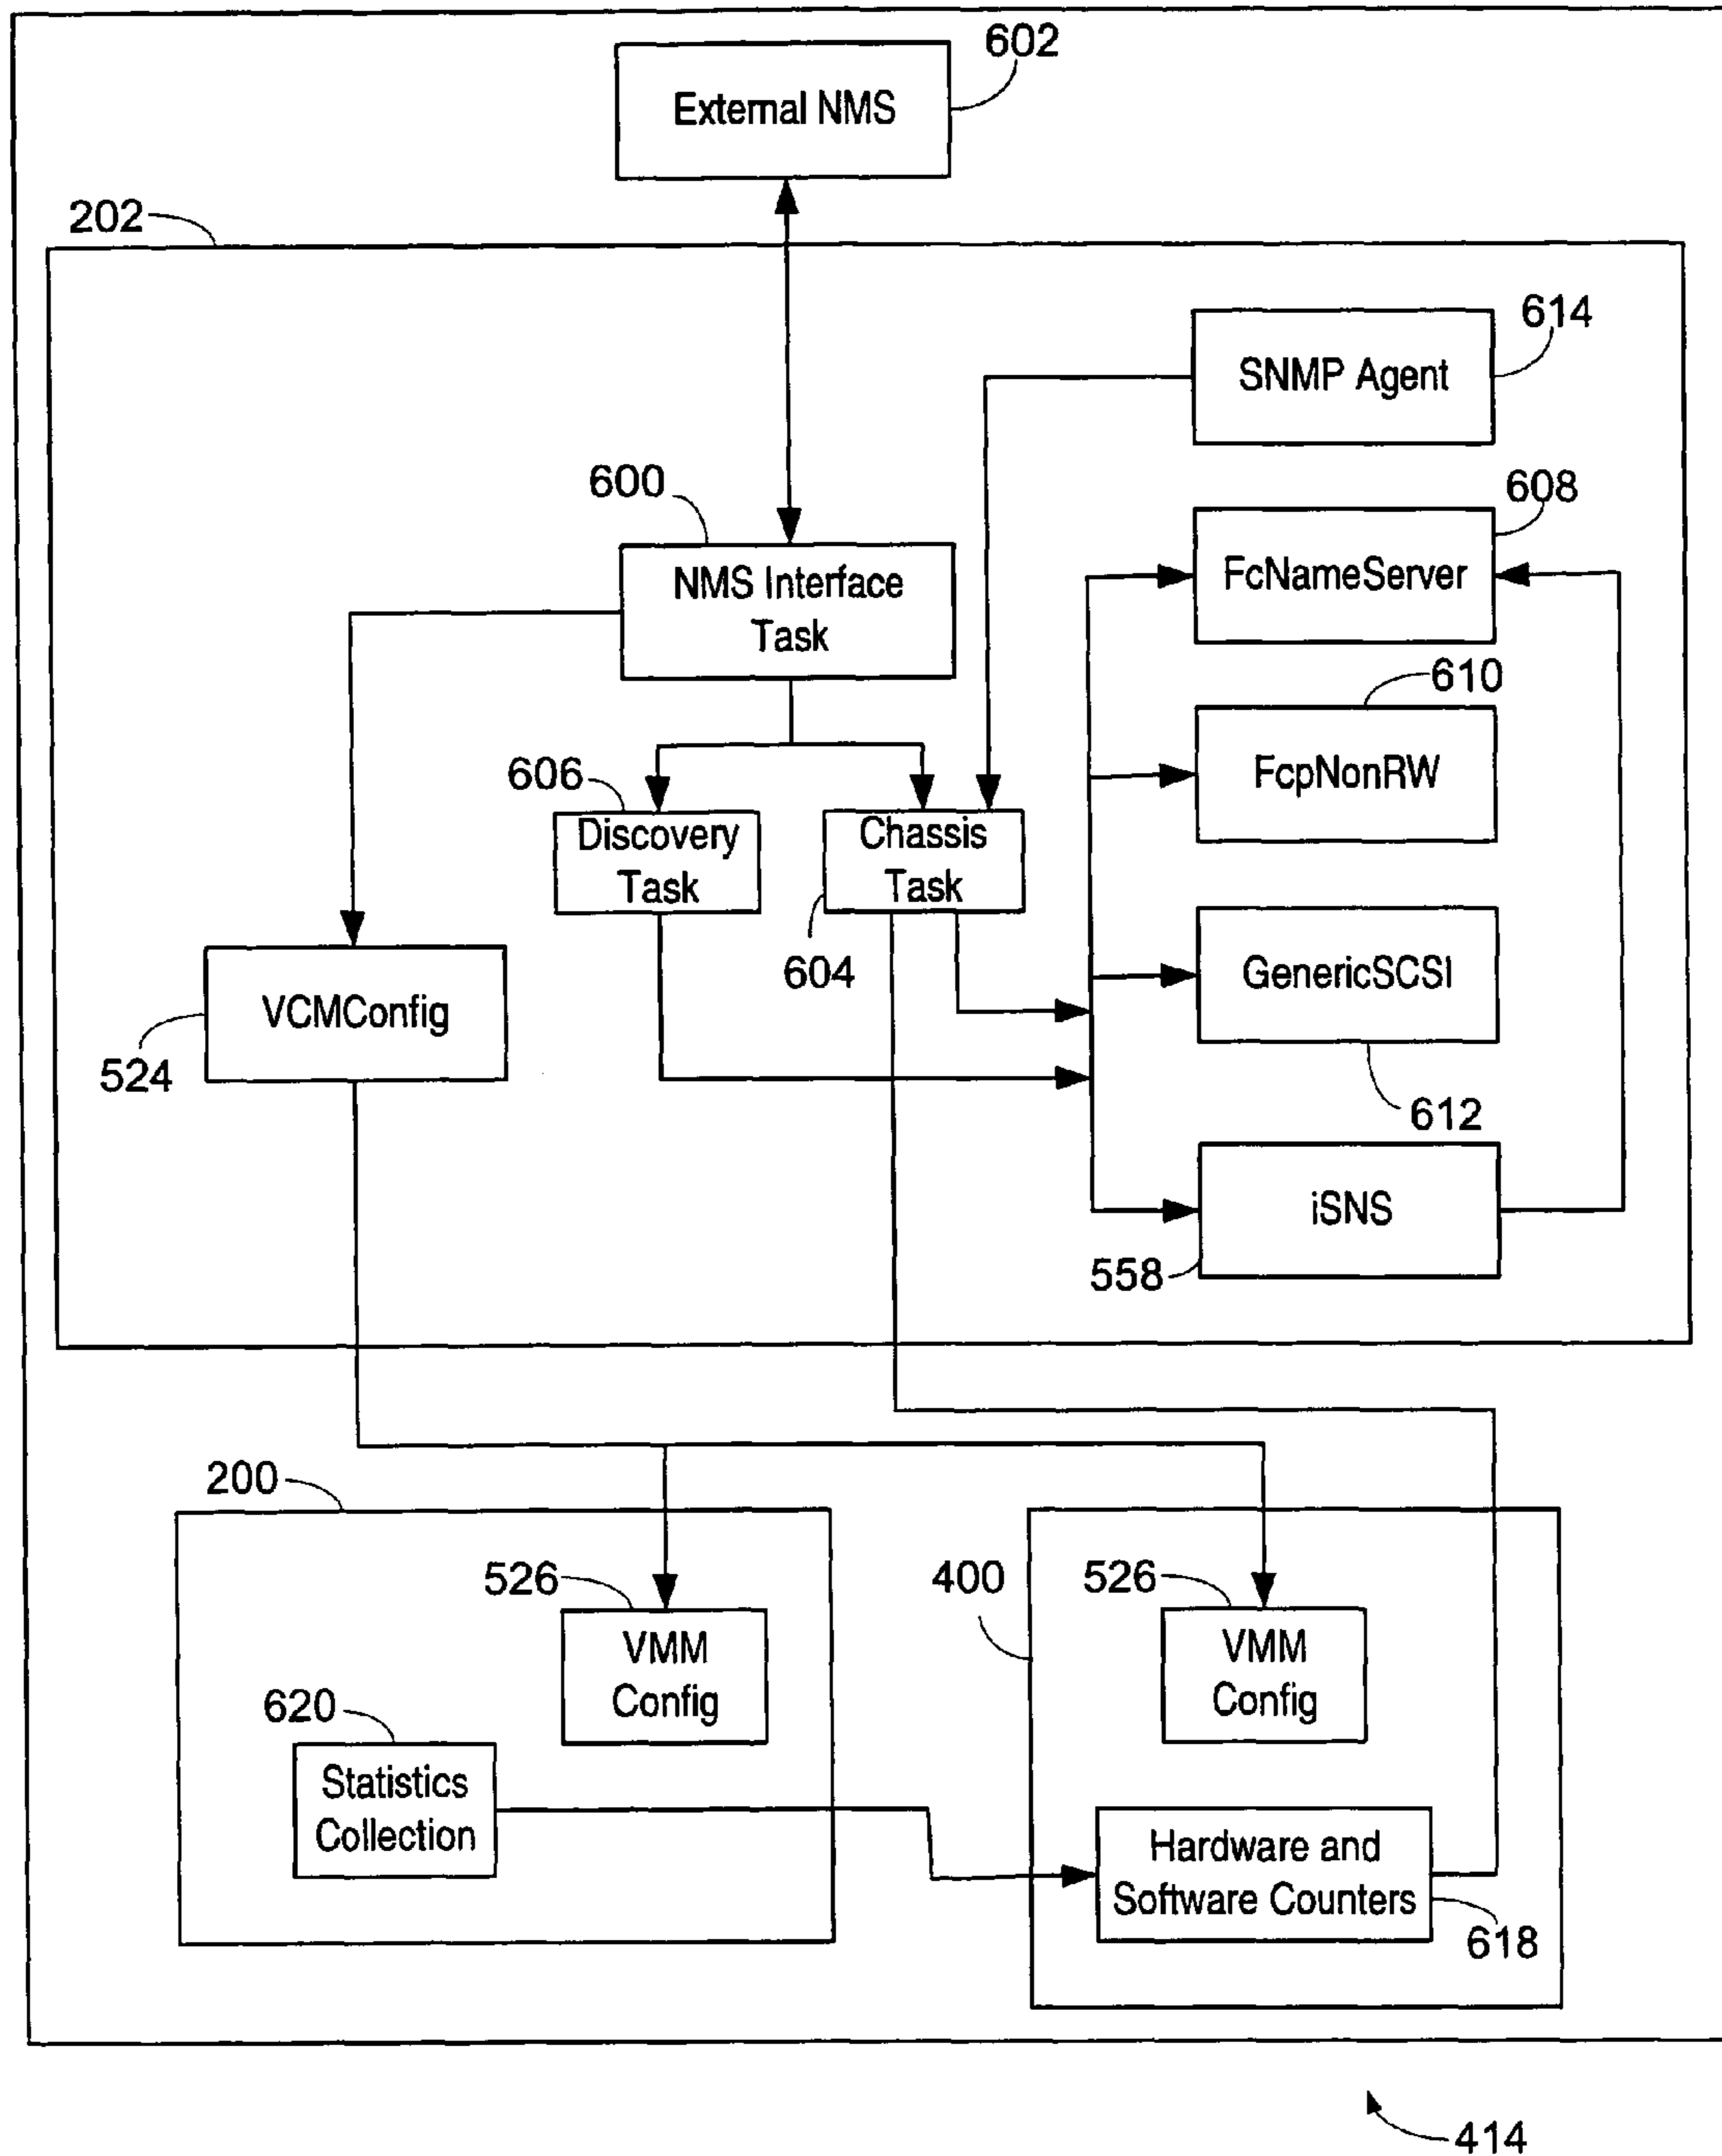 602
External NMS
202
614
SNMP Agent
600
608
NMS Interface
Task
FcNameServer
610
606
FcpNonRW
Discovery
Task
Chassis
Task
604
GenericSCSI
VCMConfig
524
612
iSNS
558
200
526
400
526
VMM
Config
VMM
Config
620
Statistics
Collection
Hardware and
Software Counters
618
414